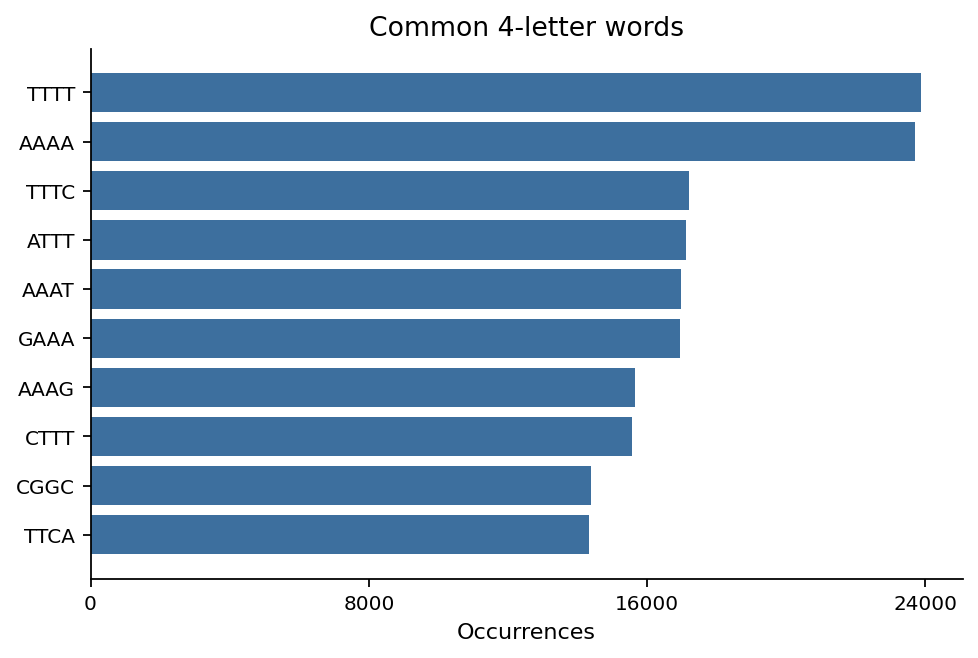 Common 4-letter words
TTTT
AAAA
TTTC
ATTT
AAAT
GAAA
AAAG
CTTT
CGGC
TTCA
0 8000 16000 24000
Occurrences